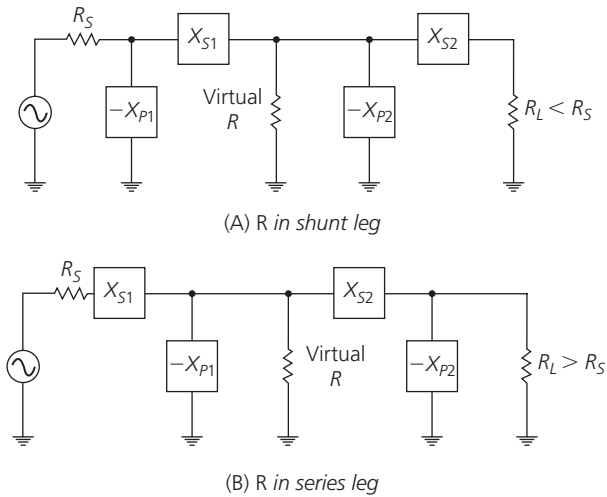 R_S
X_S1
X_S2
−X_P1
Virtual
R
−X_P2
R_L < R_S
(A) R in shunt leg
R_S
X_S1
X_S2
−X_P1
Virtual
R
−X_P2
R_L > R_S
(B) R in series leg